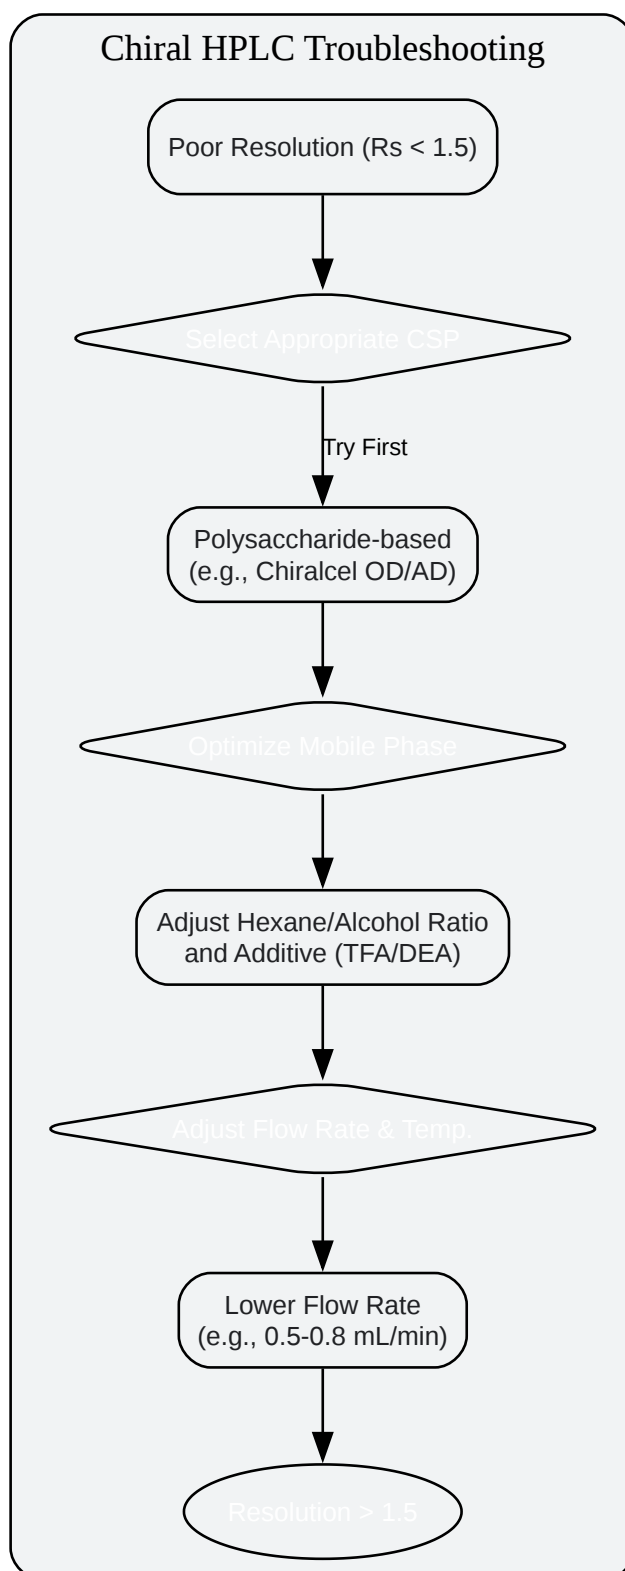 Chiral HPLC Troubleshooting
Poor Resolution (Rs < 1.5)
Select Appropriate CSP
Try First
Polysaccharide-based
(e.g., Chiralcel OD/AD)
Optimize Mobile Phase
Adjust Hexane/Alcohol Ratio
and Additive (TFA/DEA)
Adjust Flow Rate & Temp.
Lower Flow Rate
(e.g., 0.5-0.8 mL/min)
Resolution > 1.5